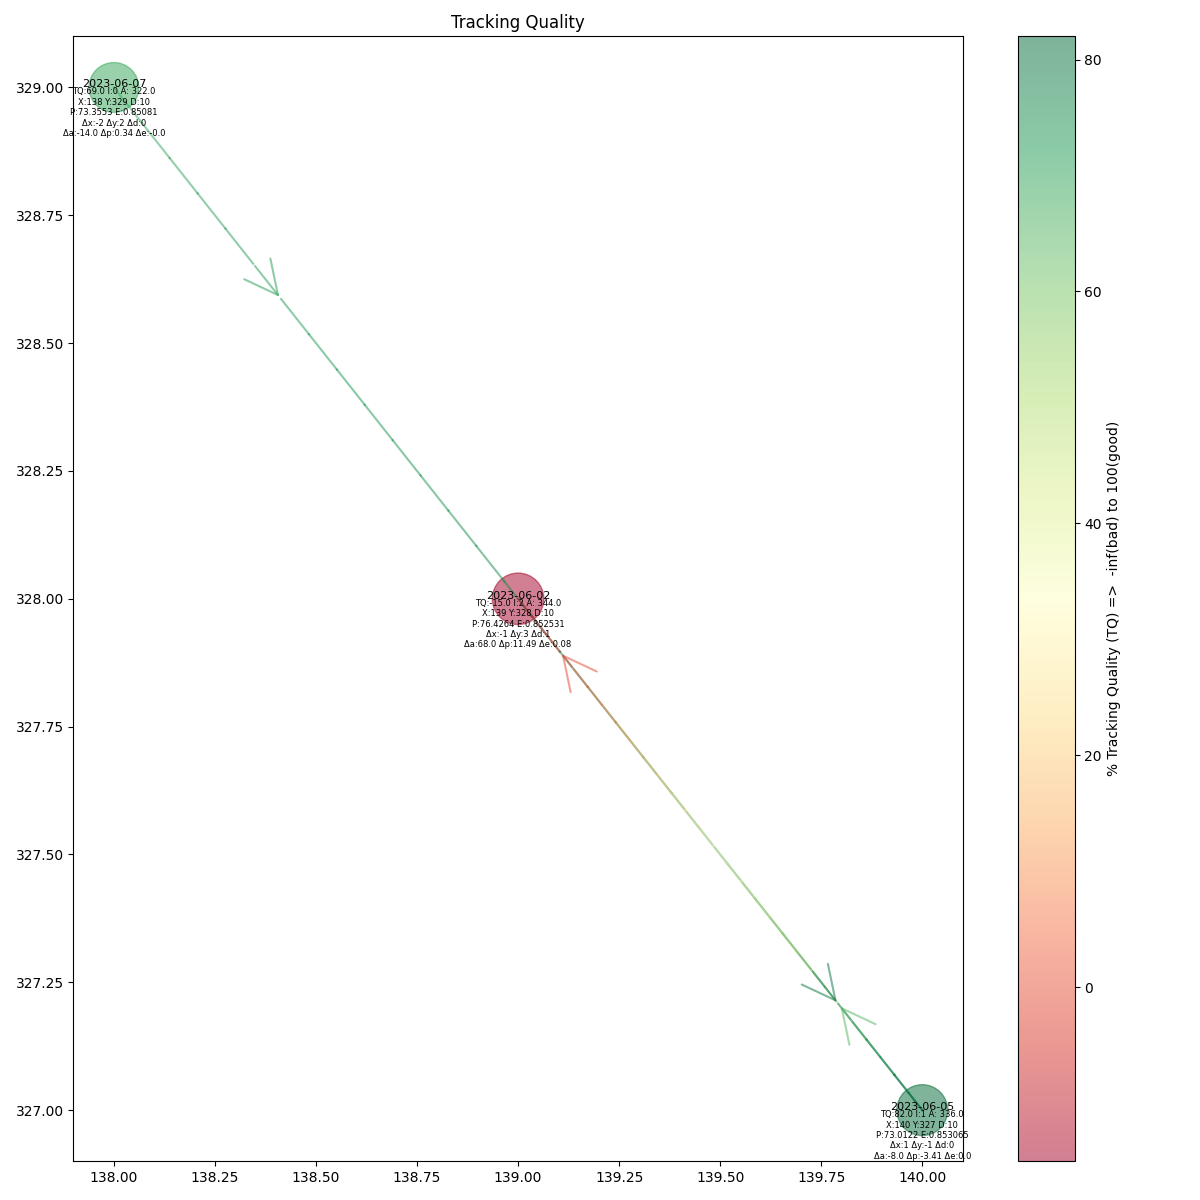 Tracking Quality
329.00
328.75
328.50
328.25
328.00
327.75
327.50
327.25
327.00
2023-06-07
TQ:69.0 I:0 A: 322.0
X:138 Y:329 D:10
P:73.3553 E:0.85081
Δx:-2 Δy:2 Δd:0
Δa:-14.0 Δp:0.34 Δe:-0.0
2023-06-02
TQ:-15.0 I:2 A: 344.0
X:139 Y:328 D:10
P:76.4264 E:0.852531
Δx:-1 Δy:3 Δd:1
Δa:68.0 Δp:11.49 Δe:0.08
2023-06-05
TQ:82.0 I:1 A: 336.0
X:140 Y:327 D:10
P:73.0122 E:0.853065
Δx:1 Δy:-1 Δd:0
Δa:-8.0 Δp:-3.41 Δe:0.0
138.00 138.25 138.50 138.75 139.00 139.25 139.50 139.75 140.00
80
60
40
20
0
% Tracking Quality (TQ) => -inf(bad) to 100(good)